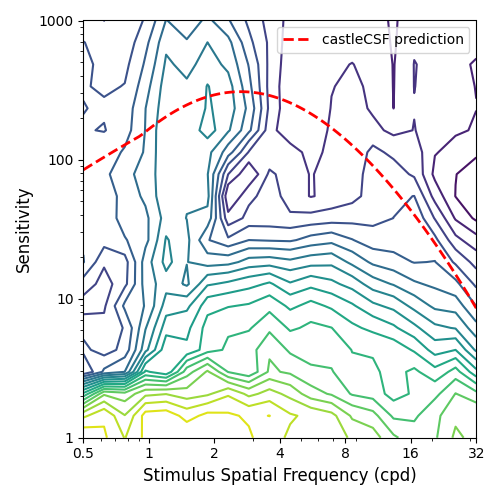 1000
castleCSF prediction
100
Sensitivity
10
1
0.5 1 2 4 8 16 32
Stimulus Spatial Frequency (cpd)